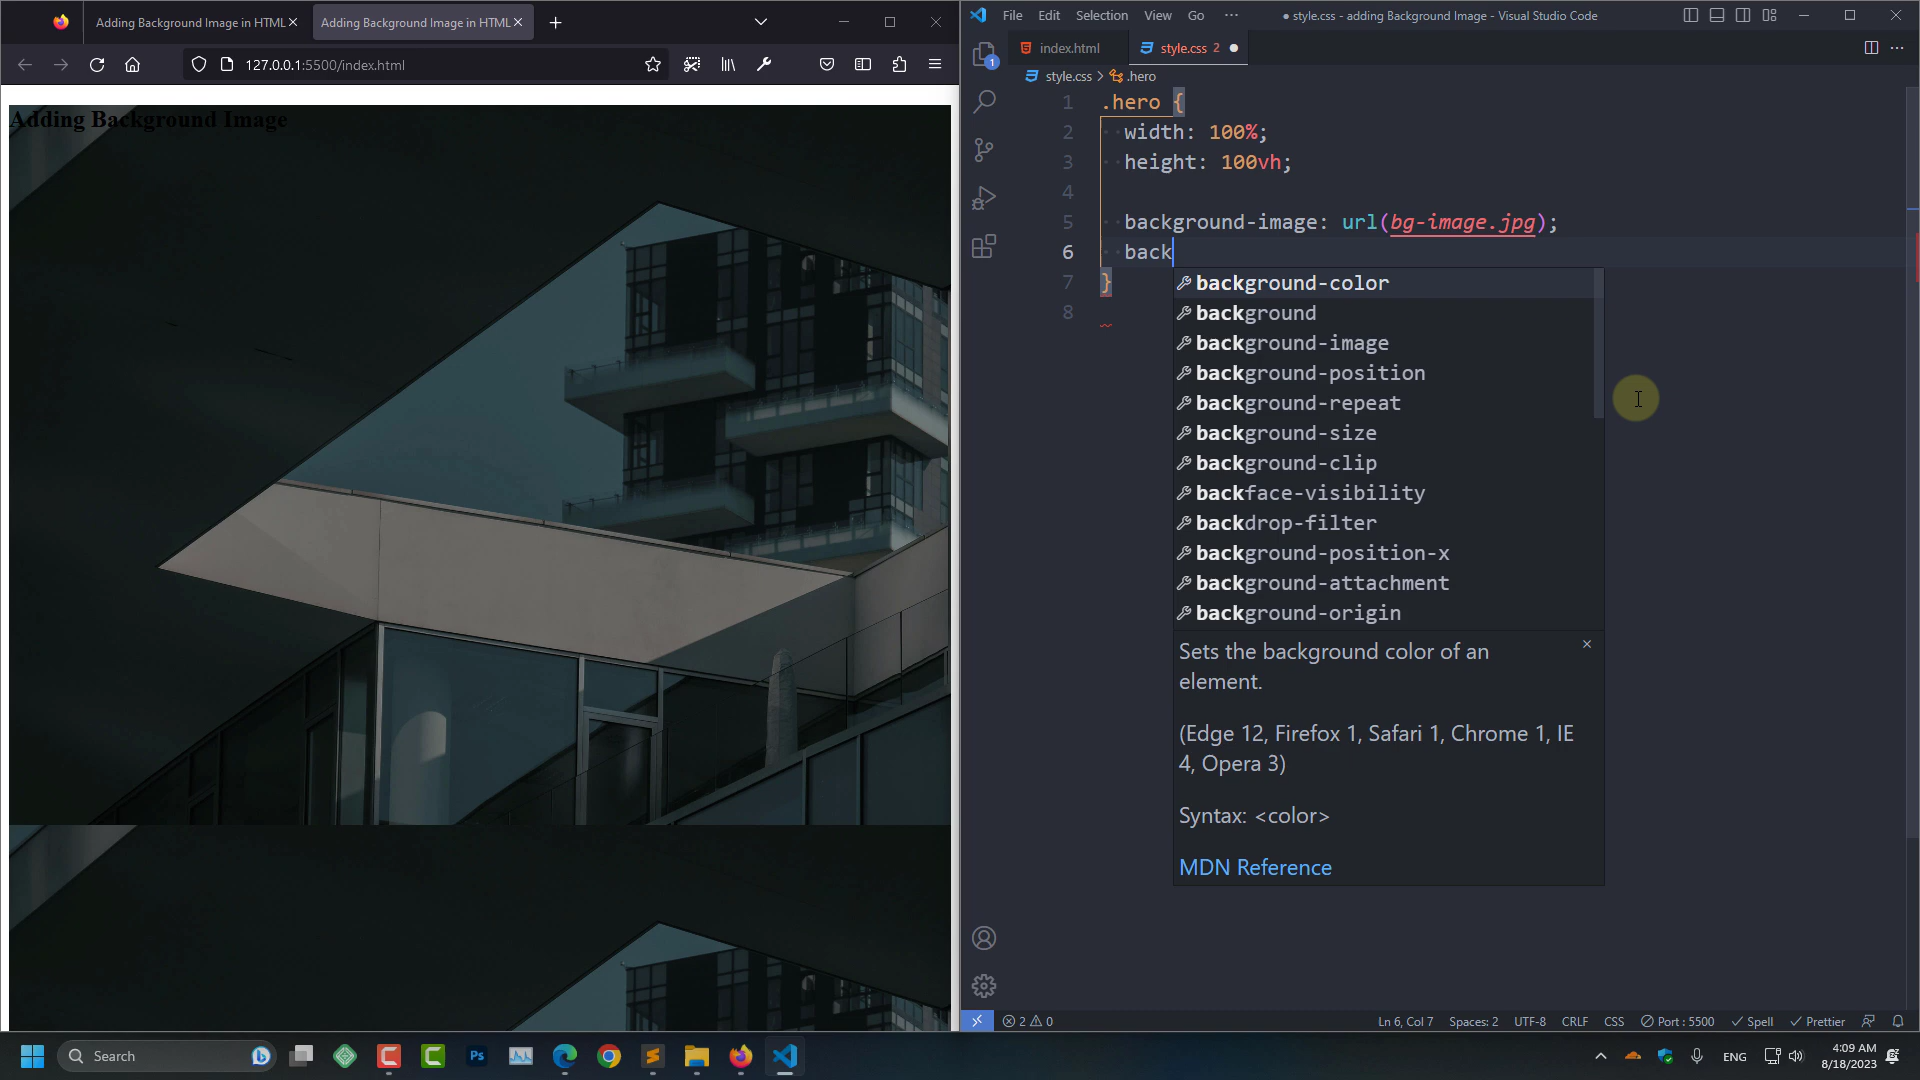 Adding Background Image in HTML
Adding Background Image in HTML
127.0.0.1:5500/index.html
Adding Background Image
File Edit Selection View Go ···
● style.css - adding Background Image - Visual Studio Code
index.html
style.css 2
style.css > .hero
1 .hero {
2 width: 100%;
3 height: 100vh;
4
5 background-image: url(bg-image.jpg);
6 back
7 }
8
background-color
background
background-image
background-position
background-repeat
background-size
background-clip
backface-visibility
backdrop-filter
background-position-x
background-attachment
background-origin
Sets the background color of an
element.
(Edge 12, Firefox 1, Safari 1, Chrome 1, IE
4, Opera 3)
Syntax: <color>
MDN Reference
1
2 0
Ln 6, Col 7 Spaces: 2 UTF-8 CRLF CSS Port : 5500 Spell Prettier
Search
Ps
ENG
4:09 AM
8/18/2023